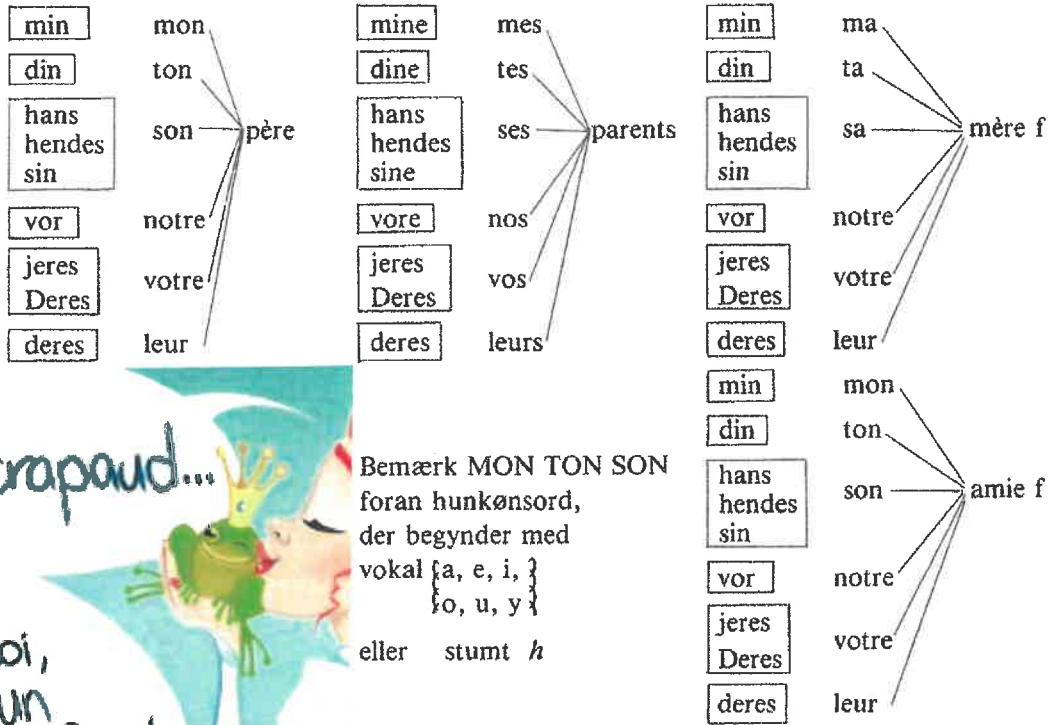 min mon
din ton
hans
hendes
sin
son
père
vor notre
jeres
Deres
votre
deres leur
mine mes
dine tes
hans
hendes
sine
ses
parents
vore nos
jeres
Deres
vos
deres leurs
min ma
din ta
hans
hendes
sin
sa
mère f
vor notre
jeres
Deres
votre
deres leur
min mon
din ton
hans
hendes
sin
son
amie f
vor notre
jeres
Deres
votre
deres leur
Bemærk MON TON SON
foran hunkønsord,
der begynder med
vokal {a, e, i, }
{o, u, y }
eller stumt h
crapaud...
un